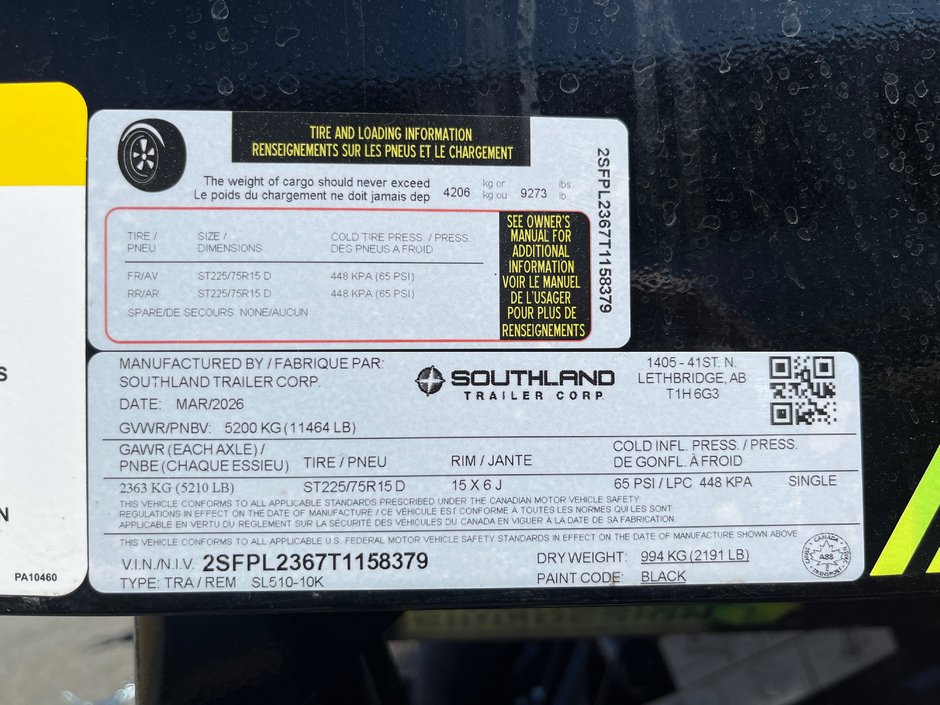 S
N
PA10460
TIRE AND LOADING INFORMATION
RENSEIGNEMENTS SUR LES PNEUS ET LE CHARGEMENT
The weight of cargo should never exceed
Le poids du chargement ne doit jamais dep
4206 kg or kg ou 9273 lbs lb
TIRE / PNEU SIZE / DIMENSIONS COLD TIRE PRESS. / PRESS DES PNEUS A FROID
FR/AV ST225/75R15 D 448 KPA (65 PSI)
RR/AR ST225/75R15 D 448 KPA (65 PSI)
SPARE/DE SECOURS NONE/AUCUN
SEE OWNER'S
MANUAL FOR
ADDITIONAL
INFORMATION
VOIR LE MANUEL
DE L'USAGER
POUR PLUS DE
RENSEIGNEMENTS
2SFPL2367T1158379
MANUFACTURED BY / FABRIQUE PAR:
SOUTHLAND TRAILER CORP.
DATE: MAR/2026
GVWR/PNBV: 5200 KG (11464 LB)
SOUTHLAND
TRAILER CORP
1405 - 41ST. N.
LETHBRIDGE, AB
T1H 6G3
GAWR (EACH AXLE) /
PNBE (CHAQUE ESSIEU) TIRE / PNEU RIM / JANTE
COLD INFL. PRESS. / PRESS.
DE GONFL. À FROID
2363 KG (5210 LB) ST225/75R15 D 15 X 6 J 65 PSI / LPC 448 KPA SINGLE
THIS VEHICLE CONFORMS TO ALL APPLICABLE STANDARDS PRESCRIBED UNDER THE CANADIAN MOTOR VEHICLE SAFETY
REGULATIONS IN EFFECT ON THE DATE OF MANUFACTURE / CE VÉHICULE EST CONFORME À TOUTES LES NORMES QUI LES SONT
APPLICABLE EN VERTU DU RÈGLEMENT SUR LA SÉCURITÉ DES VÉHICULES DU CANADA EN VIGUER À LA DATE DE SA FABRICATION.
THIS VEHICLE CONFORMS TO ALL APPLICABLE U.S. FEDERAL MOTOR VEHICLE SAFETY STANDARDS IN EFFECT ON THE DATE OF MANUFACTURE SHOWN ABOVE
V.I.N./N.I.V. 2SFPL2367T1158379 DRY WEIGHT: 994 KG (2191 LB)
TYPE: TRA / REM SL510-10K PAINT CODE: BLACK
CANADA
TRANSPORT